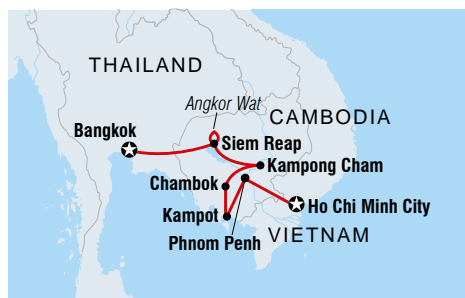 THAILAND
Angkor Wat
CAMBODIA
Bangkok
Siem Reap
Kampong Cham
Chambok
Ho Chi Minh City
Kampot
Phnom Penh
VIETNAM